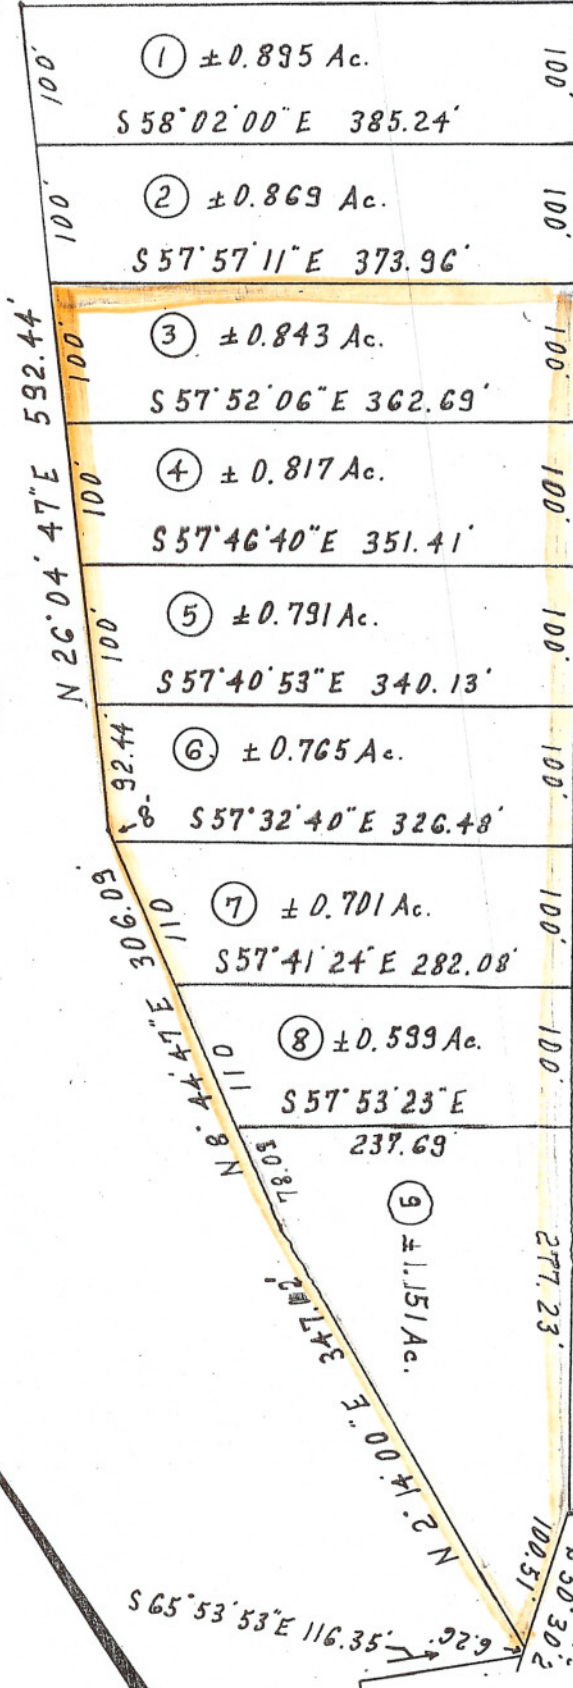 100'
① ±0.895 Ac.
100'
S 58°02'00"E 385.24'
100'
② ±0.869 Ac.
100'
S 57°57'11"E 373.96'
100'
③ ±0.843 Ac.
100'
S 57°52'06"E 362.69'
N 26°04'47"E 592.44'
100'
④ ±0.817 Ac.
100'
S 57°46'40"E 351.41'
100'
⑤ ±0.791 Ac.
100'
S 57°40'53"E 340.13'
92.44'
⑥ ±0.765 Ac.
100'
8-
S 57°32'40"E 326.48'
306.09'
110
⑦ ±0.701 Ac.
100'
S 57°41'24"E 282.08'
N 8°44'47"E
110
⑧ ±0.599 Ac.
100'
S 57°53'23"E
237.69'
78.09
⑨ ±1.151 Ac.
277.23'
N 2°14'00"E
100.51'
S 65°53'53"E 116.35'
6.26'